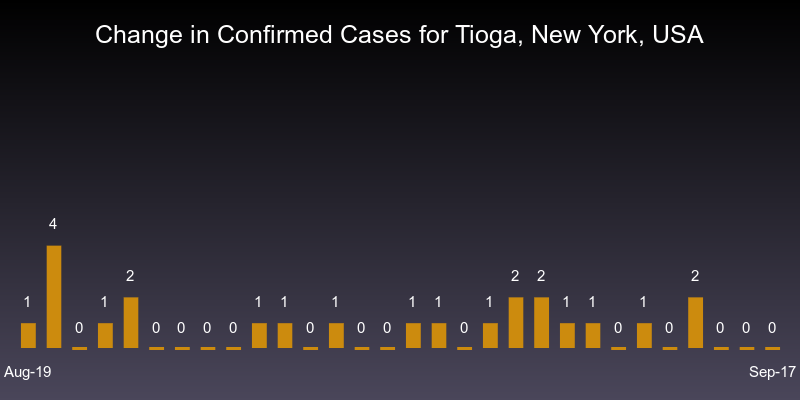 Change in Confirmed Cases for Tioga, New York, USA
1 4 0 1 2 0 0 0 0 1 1 0 1 0 0 1 1 0 1 2 2 1 1 0 1 0 2 0 0 0
Aug-19 Sep-17